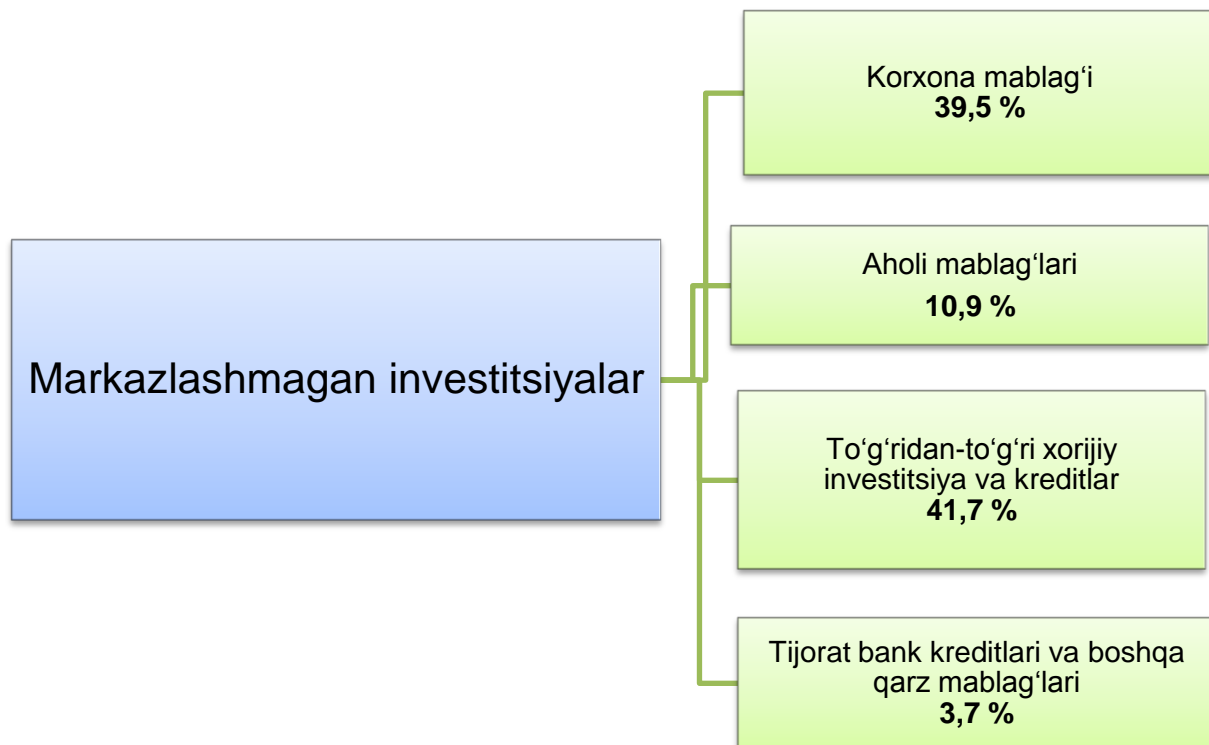 Markazlashmagan investitsiyalar
Korxona mablag‘i
39,5 %
Aholi mablag‘lari
10,9 %
To‘g‘ridan-to‘g‘ri xorijiy
investitsiya va kreditlar
41,7 %
Tijorat bank kreditlari va boshqa
qarz mablag‘lari
3,7 %